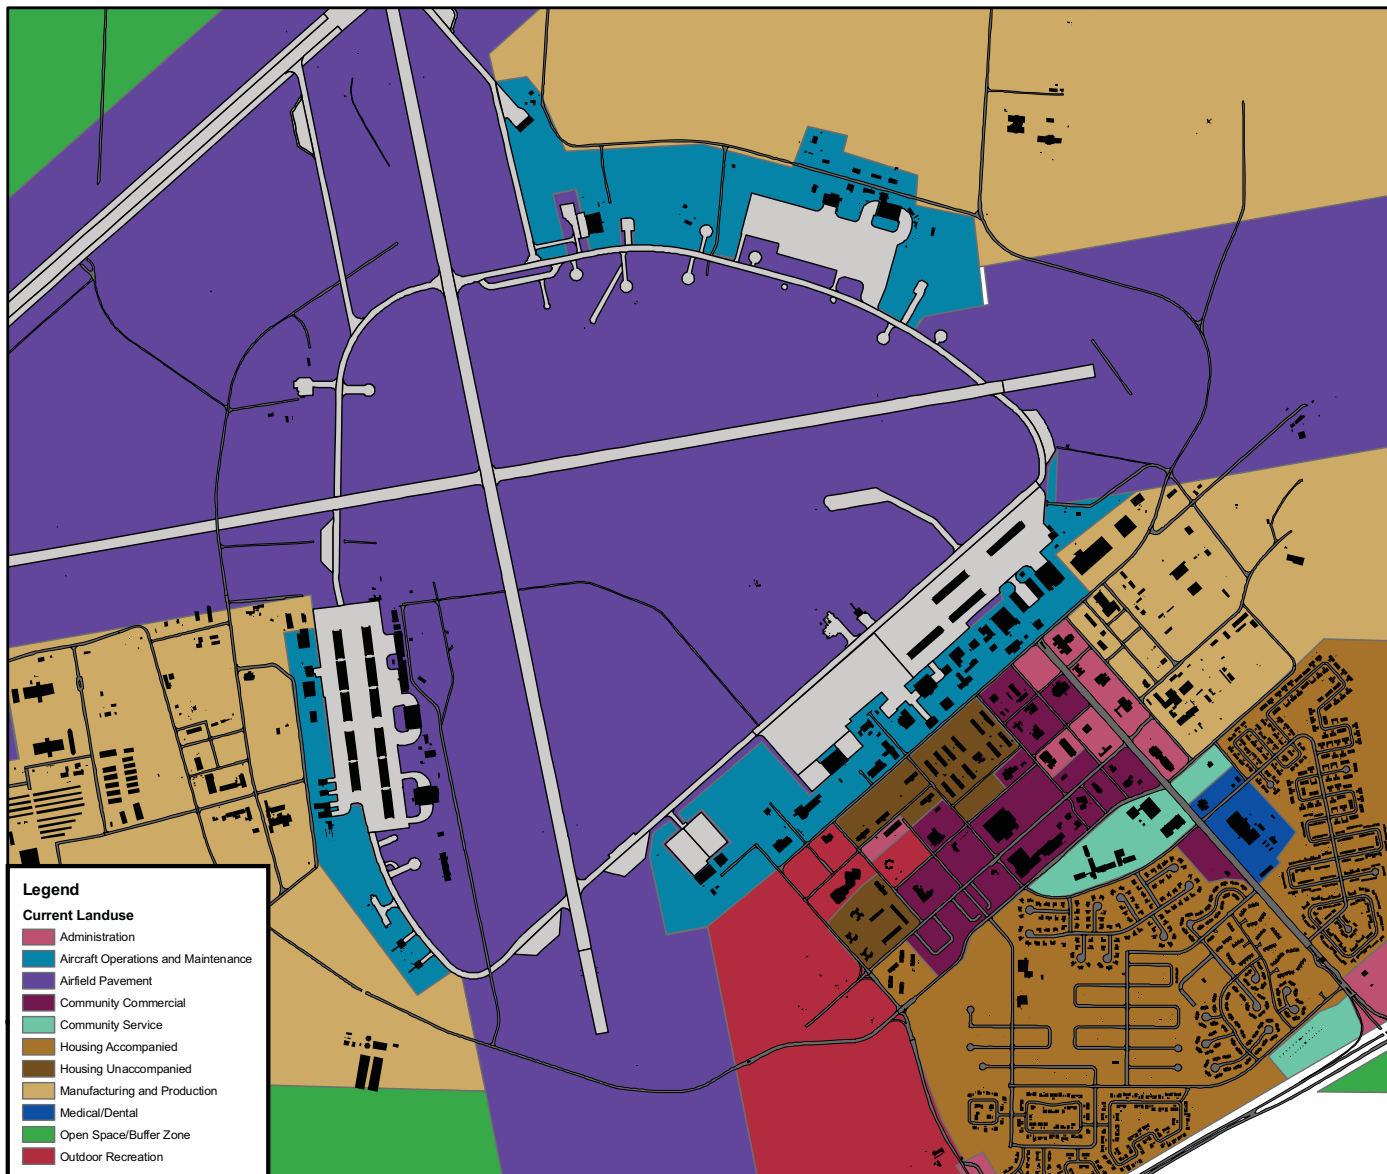 Legend
Current Landuse
Administration
Aircraft Operations and Maintenance
Airfield Pavement
Community Commercial
Community Service
Housing Accompanied
Housing Unaccompanied
Manufacturing and Production
Medical/Dental
Open Space/Buffer Zone
Outdoor Recreation